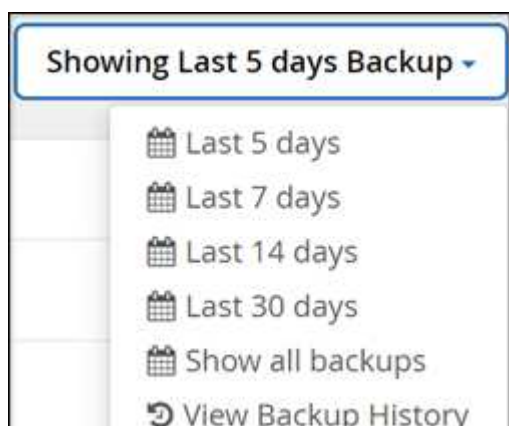 Showing Last 5 days Backup
Last 5 days
Last 7 days
Last 14 days
Last 30 days
Show all backups
View Backup History